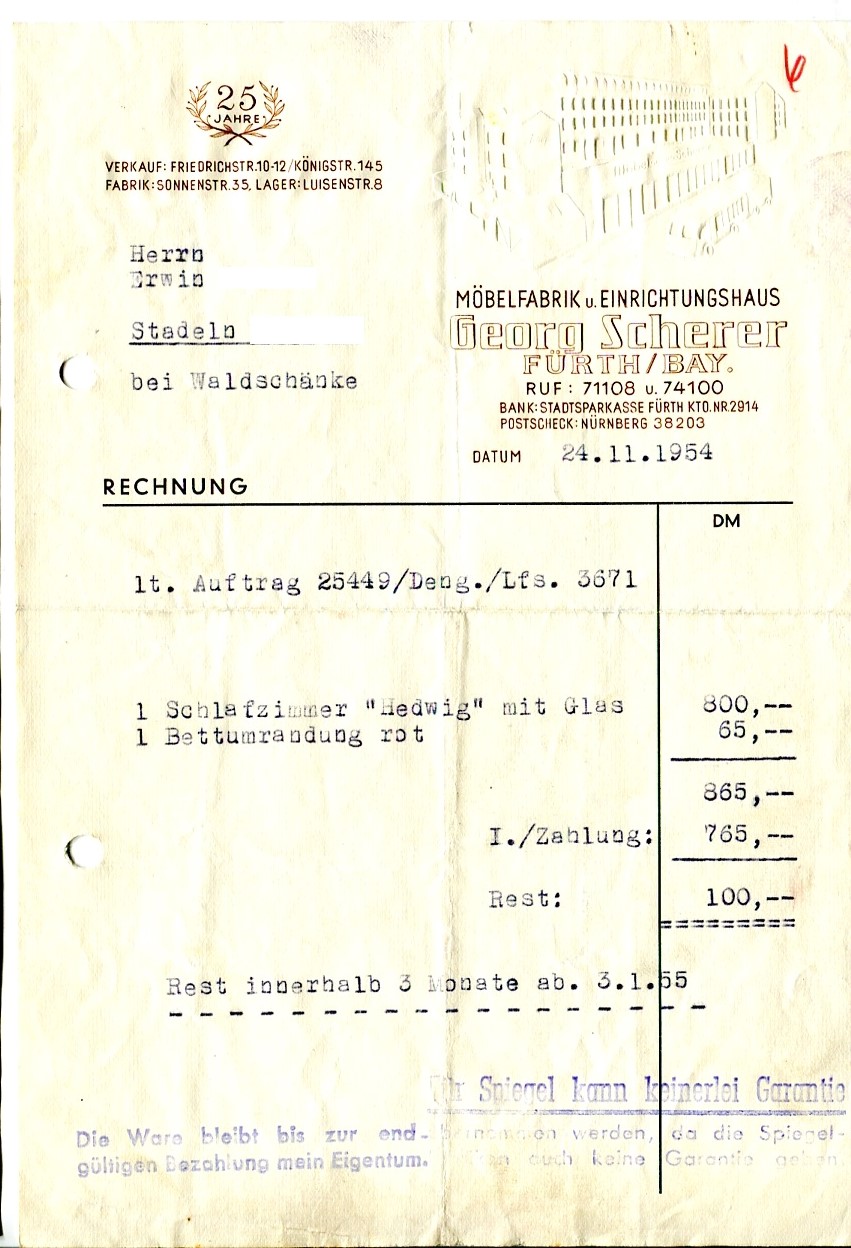 25
JAHRE
VERKAUF: FRIEDRICHSTR.10-12/KÖNIGSTR.145
FABRIK: SONNENSTR.35, LAGER: LUISENSTR.8
Herrn
Erwin
Stadeln
bei Waldschänke
MÖBELFABRIK u. EINRICHTUNGSHAUS
Georg Scherer
FÜRTH/BAY.
RUF: 71108 u. 74100
BANK: STADTSPARKASSE FÜRTH KTO.NR.2914
POSTSCHECK: NÜRNBERG 38203
DATUM 24.11.1954
RECHNUNG
DM
lt. Auftrag 25449/Deng./Lfs. 3671
1 Schlafzimmer "Hedwig" mit Glas 800,--
1 Bettumrandung rot 65,--
865,--
I./Zahlung: 765,--
Rest: 100,--
Rest innerhalb 3 Monate ab. 3.1.55
Für Spiegel kann keinerlei Garantie
übernommen werden, da die Spiegel-
auch keine Garantie geben.
Die Ware bleibt bis zur end-
gültigen Bezahlung mein Eigentum.